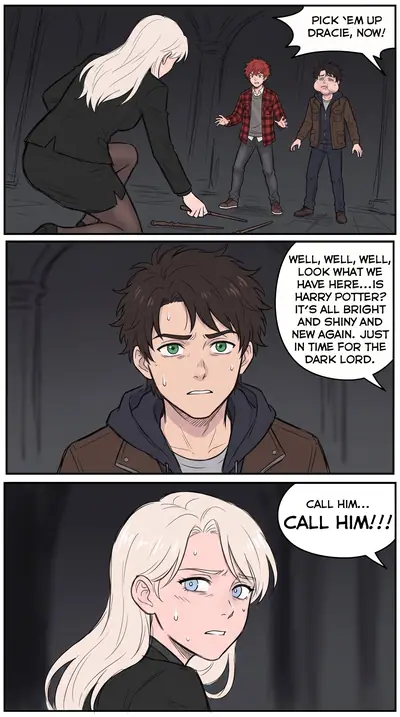 PICK 'EM UP
DRACIE, NOW!
WELL, WELL, WELL,
LOOK WHAT WE
HAVE HERE...IS
HARRY POTTER?
IT'S ALL BRIGHT
AND SHINY AND
NEW AGAIN. JUST
IN TIME FOR THE
DARK LORD.
CALL HIM...
CALL HIM!!!